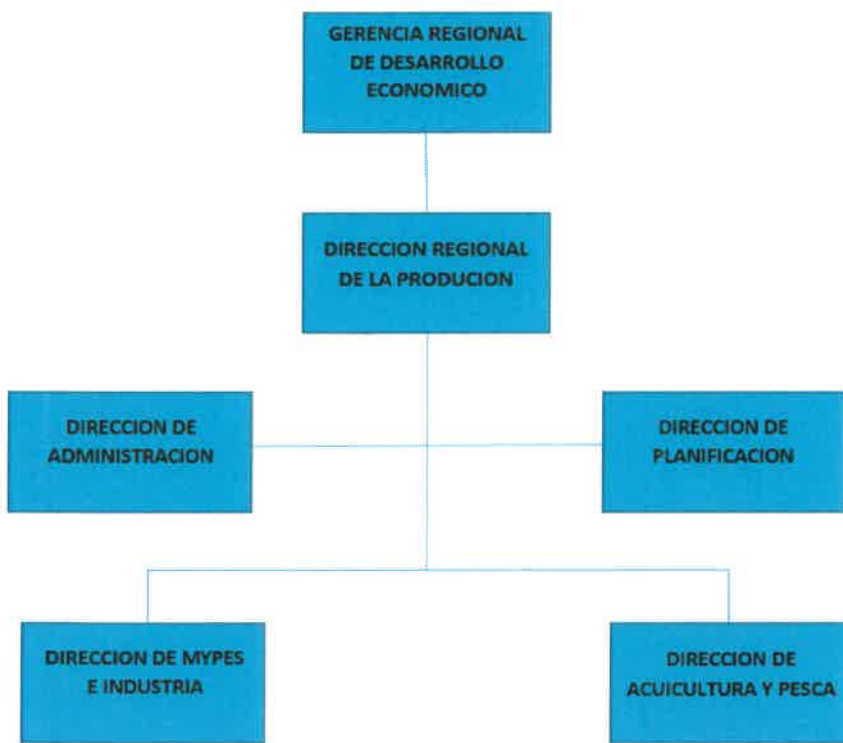 GERENCIA REGIONAL
DE DESARROLLO
ECONOMICO
DIRECCION REGIONAL
DE LA PRODUCION
DIRECCION DE
ADMINISTRACION
DIRECCION DE
PLANIFICACION
DIRECCION DE MYPES
E INDUSTRIA
DIRECCION DE
ACUICULTURA Y PESCA